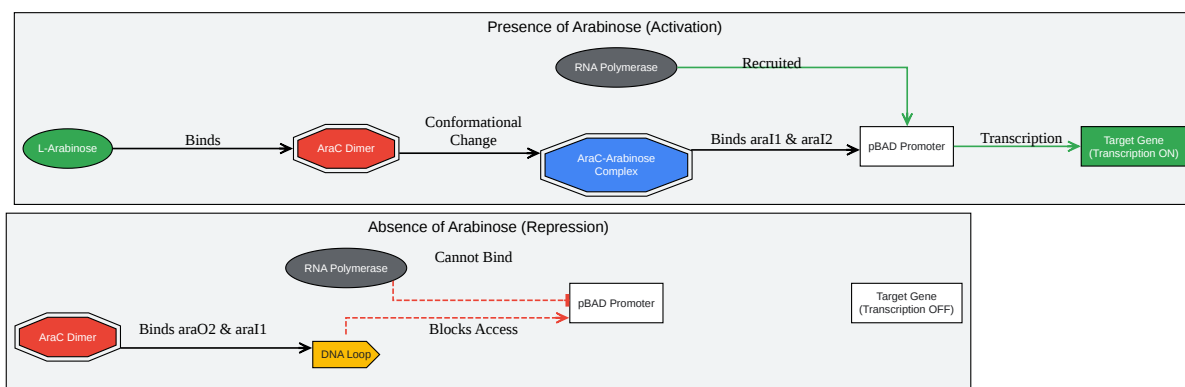 Presence of Arabinose (Activation)
RNA Polymerase
Recruited
L-Arabinose
Binds
AraC Dimer
Conformational
Change
AraC-Arabinose
Complex
Binds araI1 & araI2
pBAD Promoter
Transcription
Target Gene
(Transcription ON)
Absence of Arabinose (Repression)
RNA Polymerase
Cannot Bind
pBAD Promoter
Target Gene
(Transcription OFF)
AraC Dimer
Binds araO2 & araI1
DNA Loop
Blocks Access